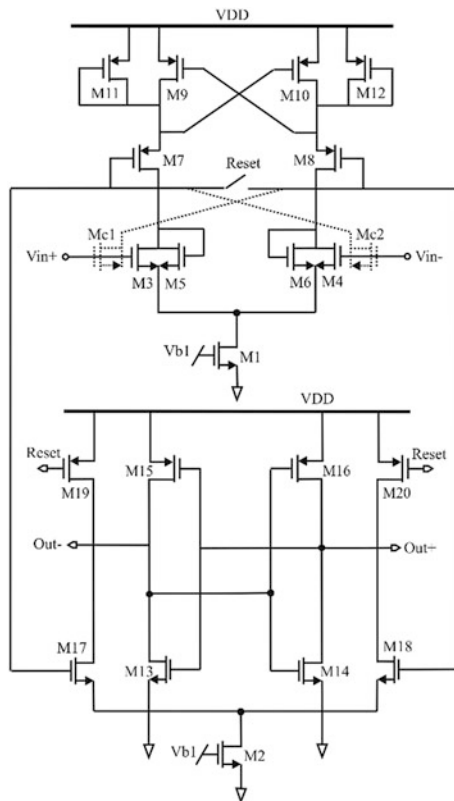 VDD
M11 M9 M10 M12
M7 Reset M8
Mc1 Mc2
Vin+ Vin-
M3 M5 M6 M4
Vb1 M1
VDD
Reset M15 M16 Reset
M19 M20
Out- Out+
M17 M18
M13 M14
Vb1 M2